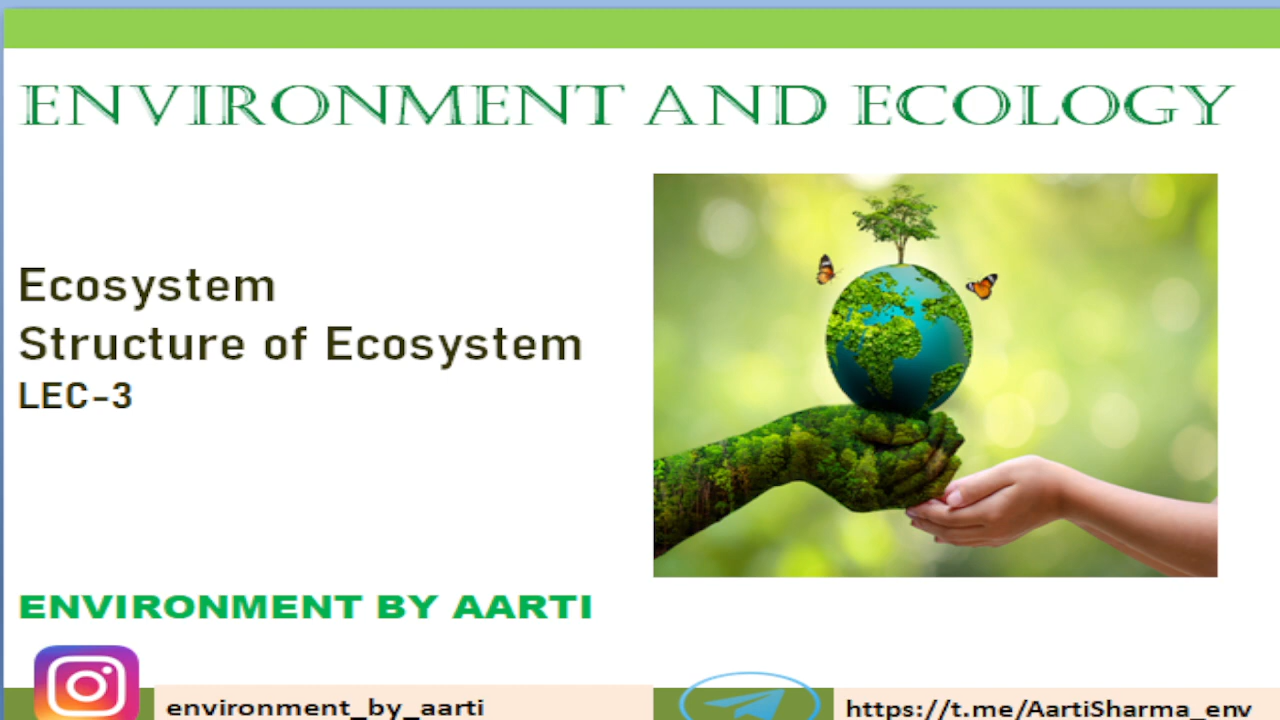 ENVIRONMENT AND ECOLOGY
Ecosystem
Structure of Ecosystem
LEC-3
ENVIRONMENT BY AARTI
environment_by_aarti
https://t.me/AartiSharma_env